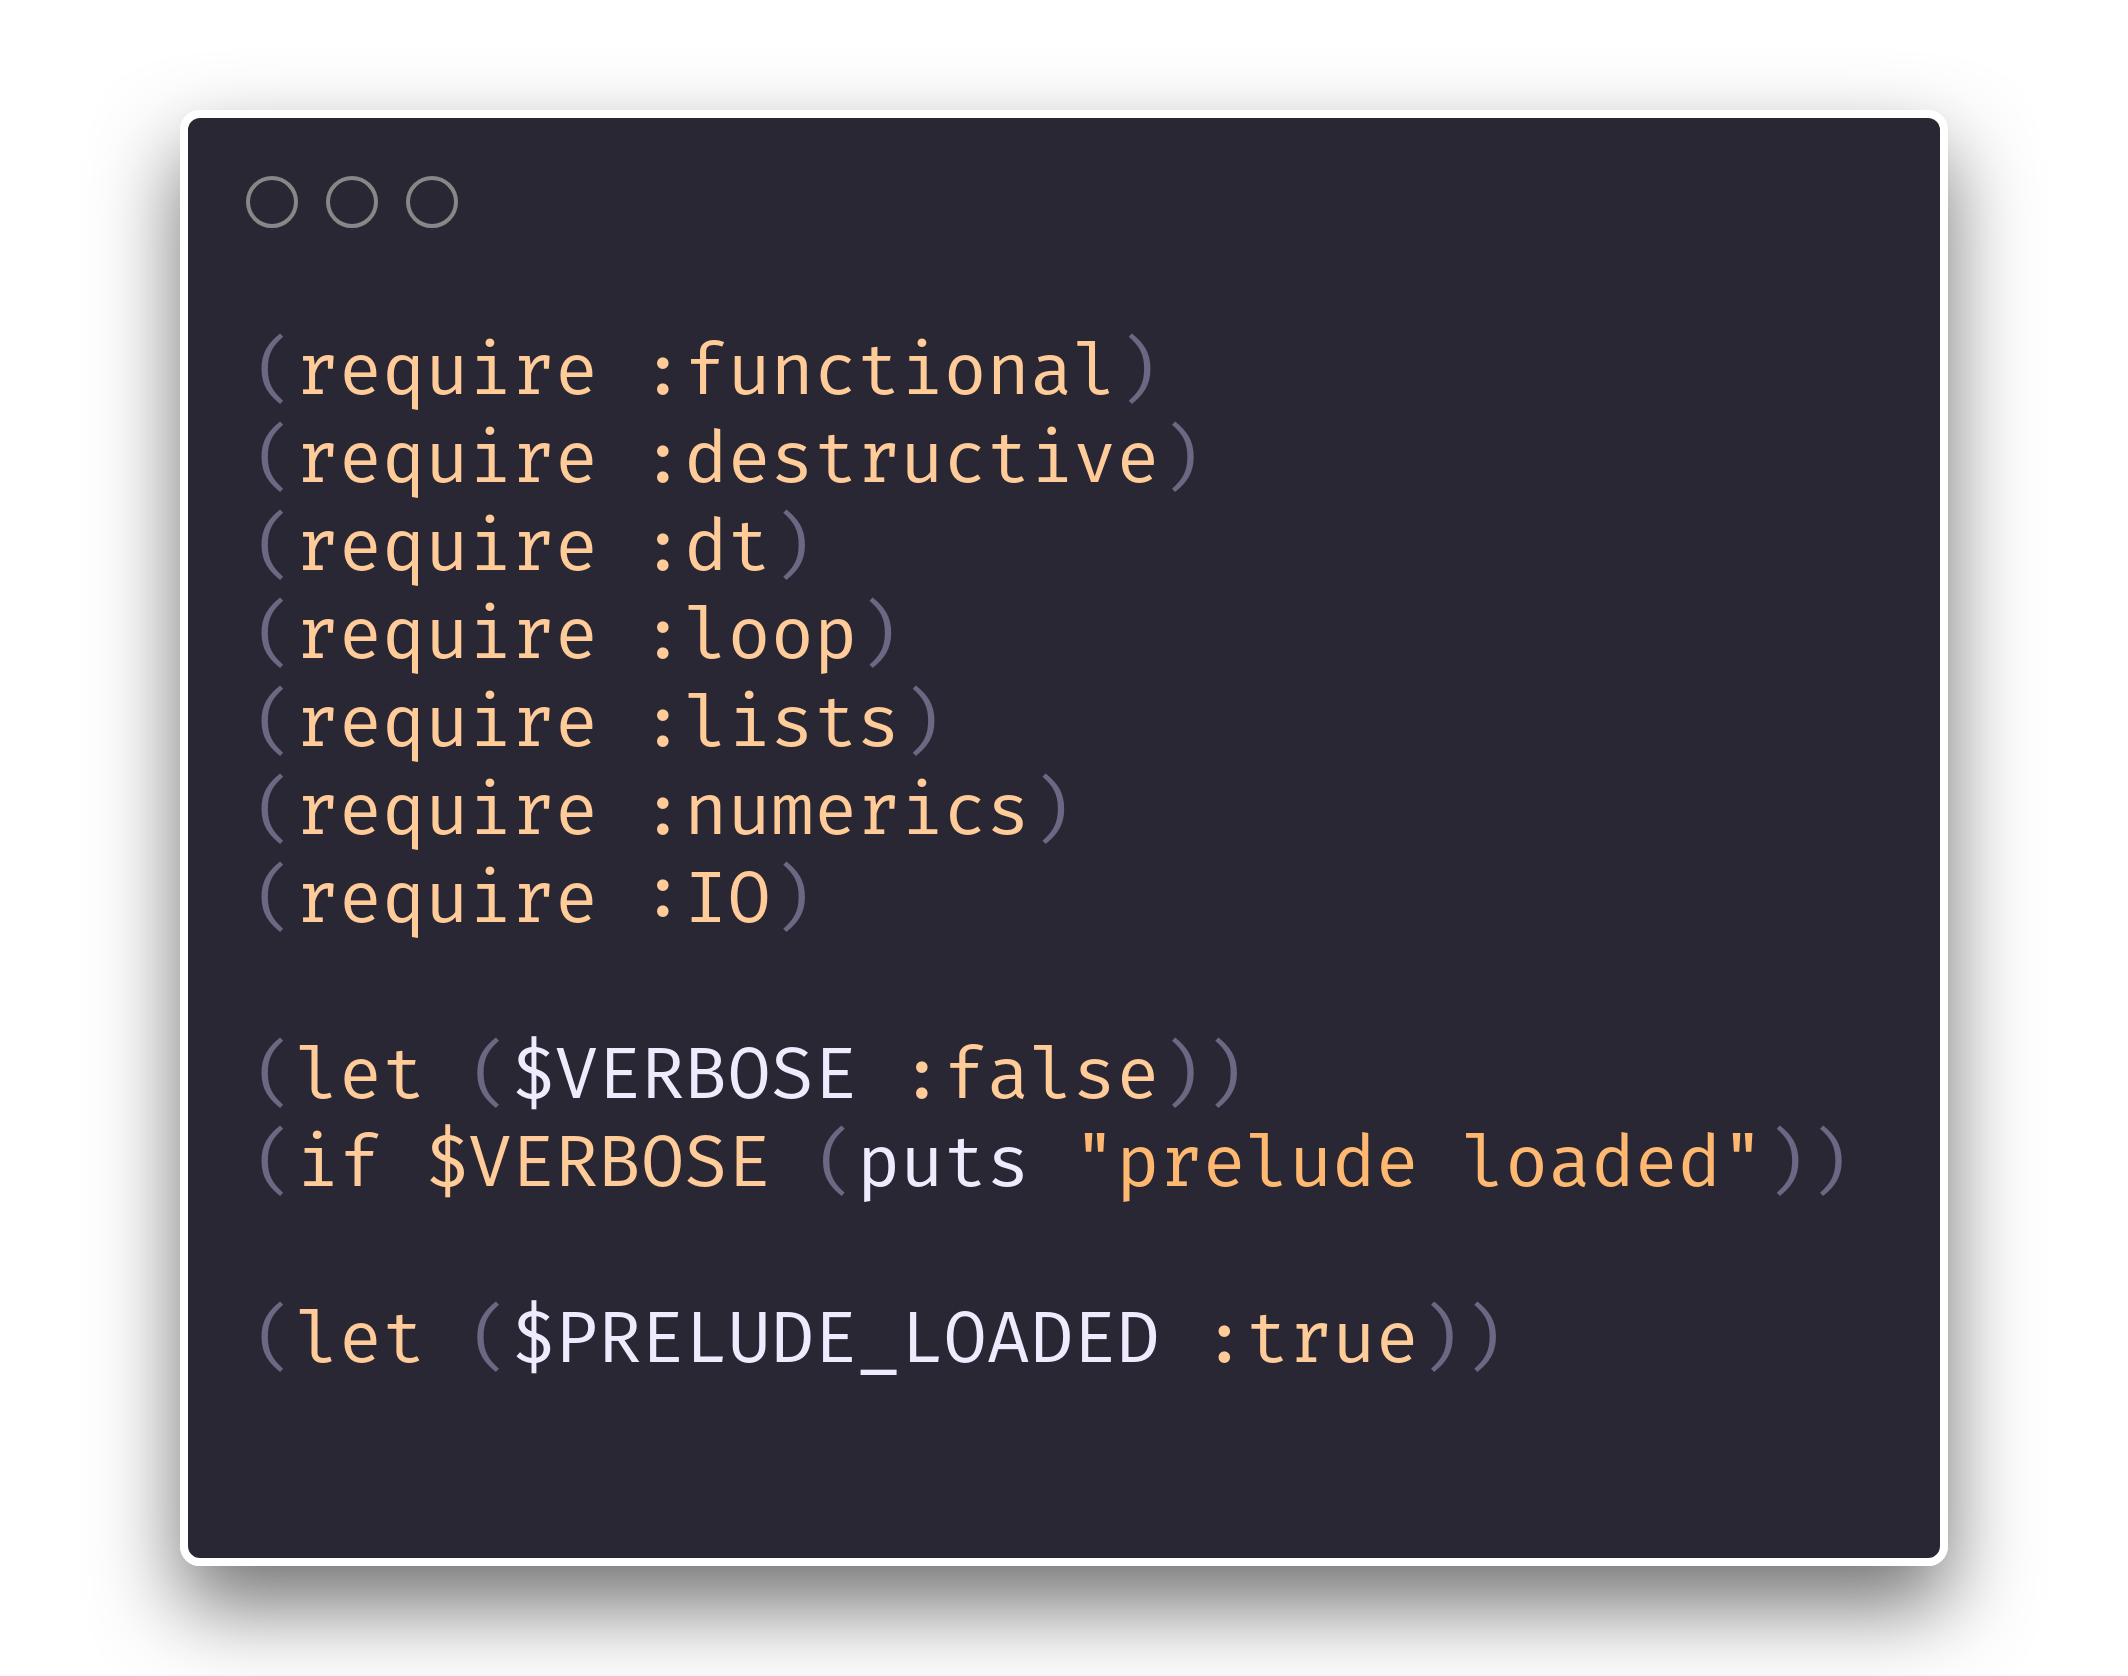 (require :functional)
(require :destructive)
(require :dt)
(require :loop)
(require :lists)
(require :numerics)
(require :IO)
(let ($VERBOSE :false))
(if $VERBOSE (puts "prelude loaded"))
(let ($PRELUDE_LOADED :true))